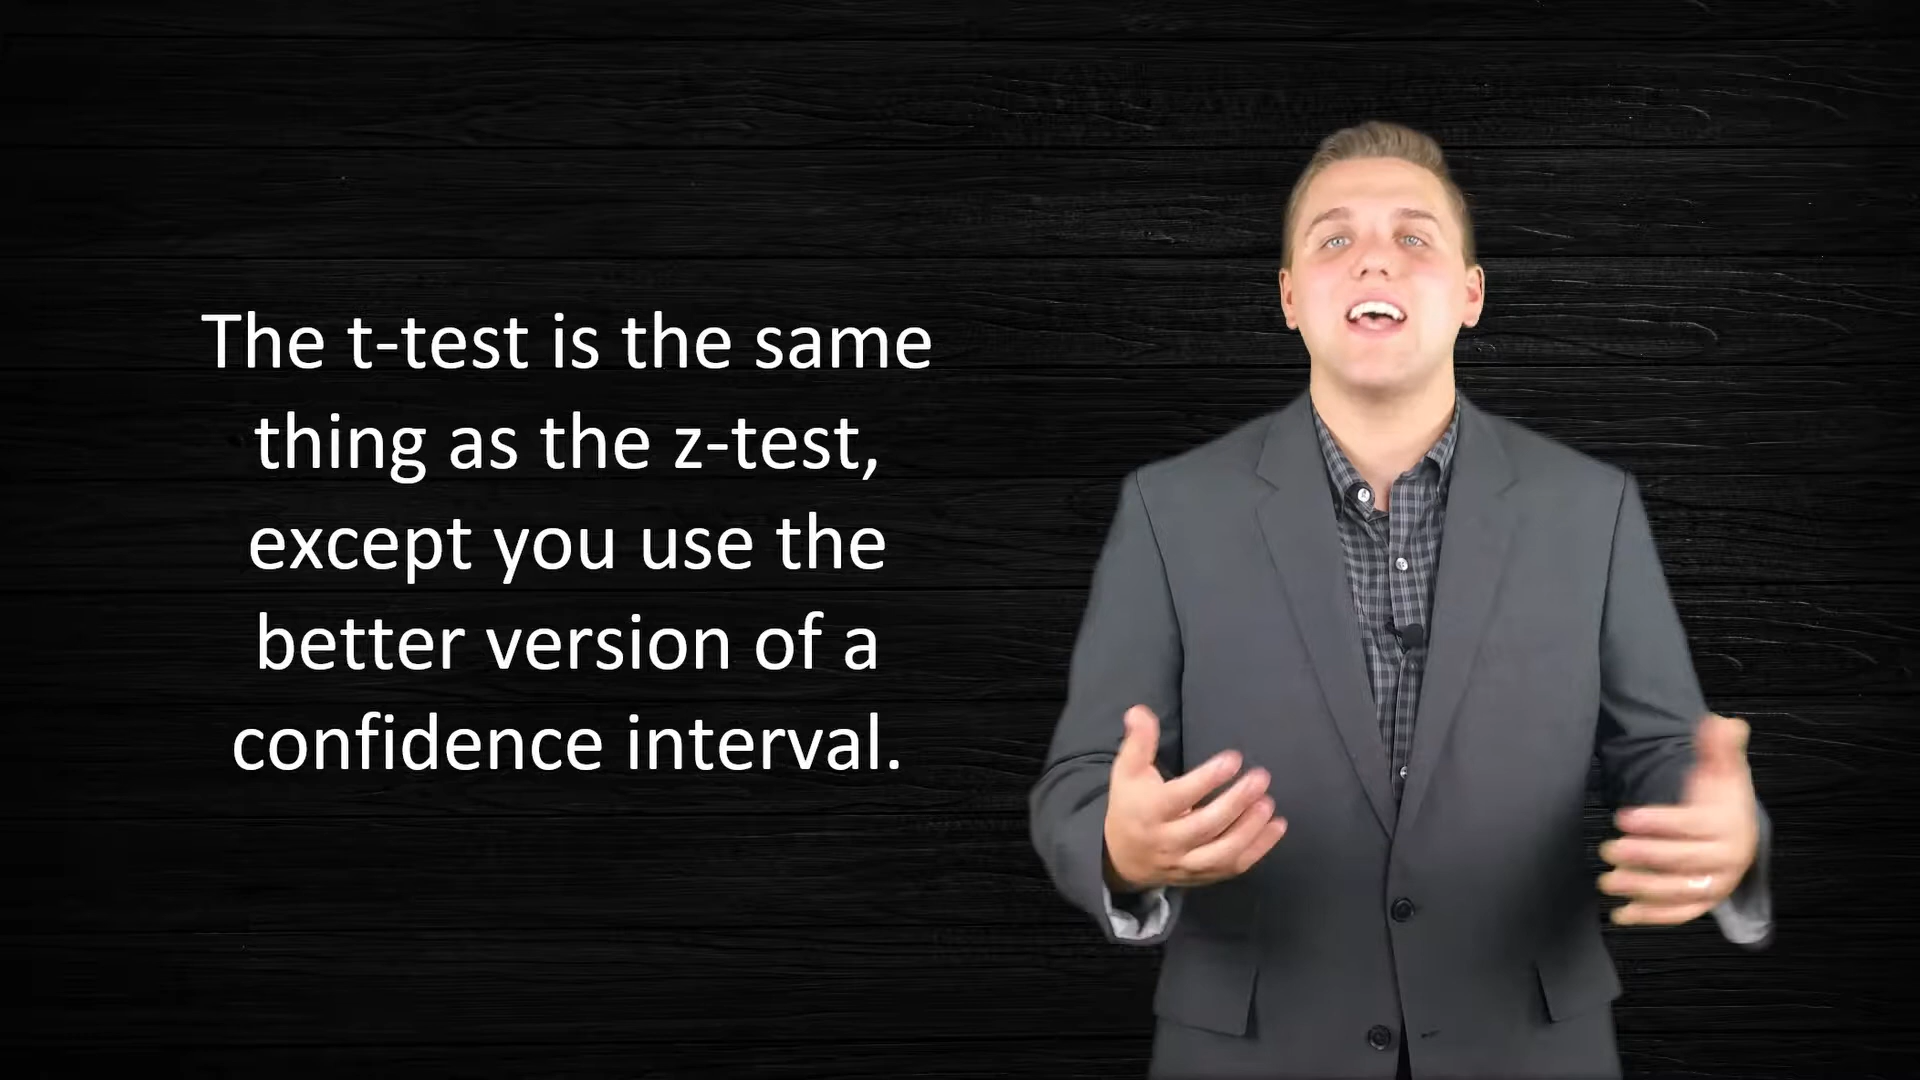 The t-test is the same
thing as the z-test,
except you use the
better version of a
confidence interval.